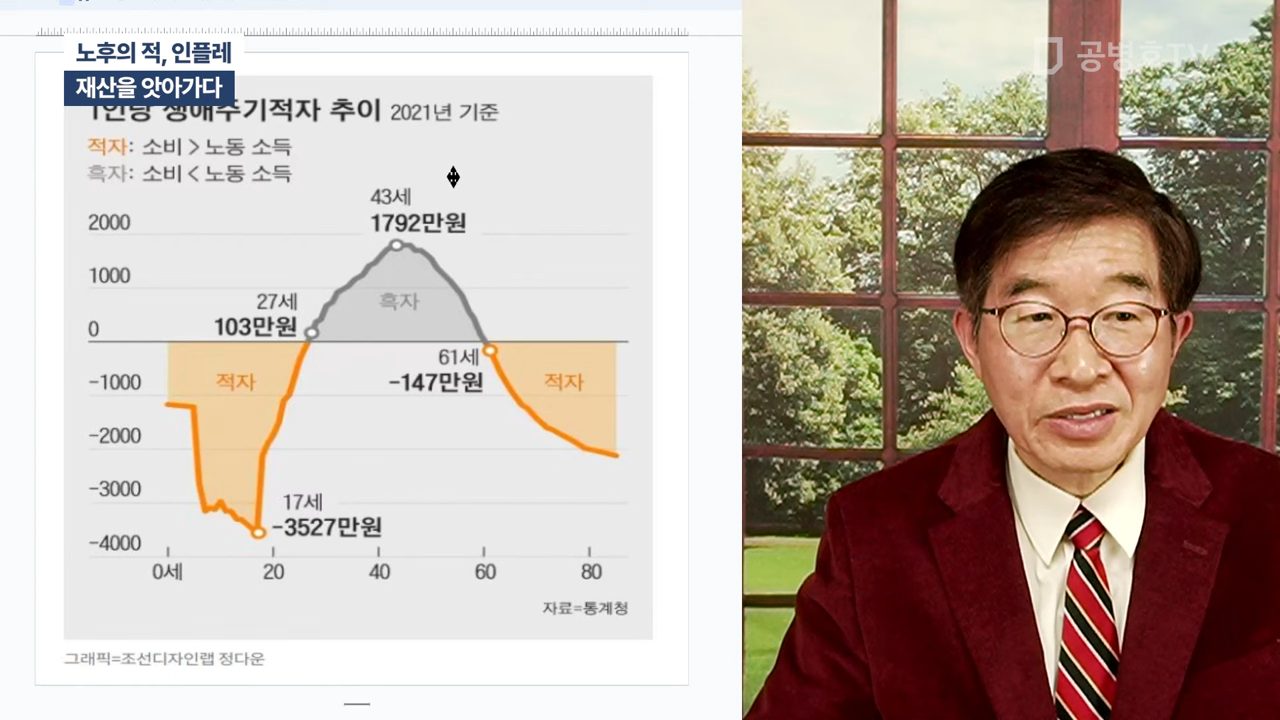 노후의 적, 인플레
재산을 앗아가다
공병호TV
1인당 생애주기적자 추이 2021년 기준
적자: 소비 > 노동 소득
흑자: 소비 < 노동 소득
43세
1792만원
2000
1000
27세
흑자
103만원
0
61세
-147만원
-1000
적자
적자
-2000
-3000
17세
-3527만원
-4000
0세 20 40 60 80
자료=통계청
그래픽=조선디자인랩 정다운